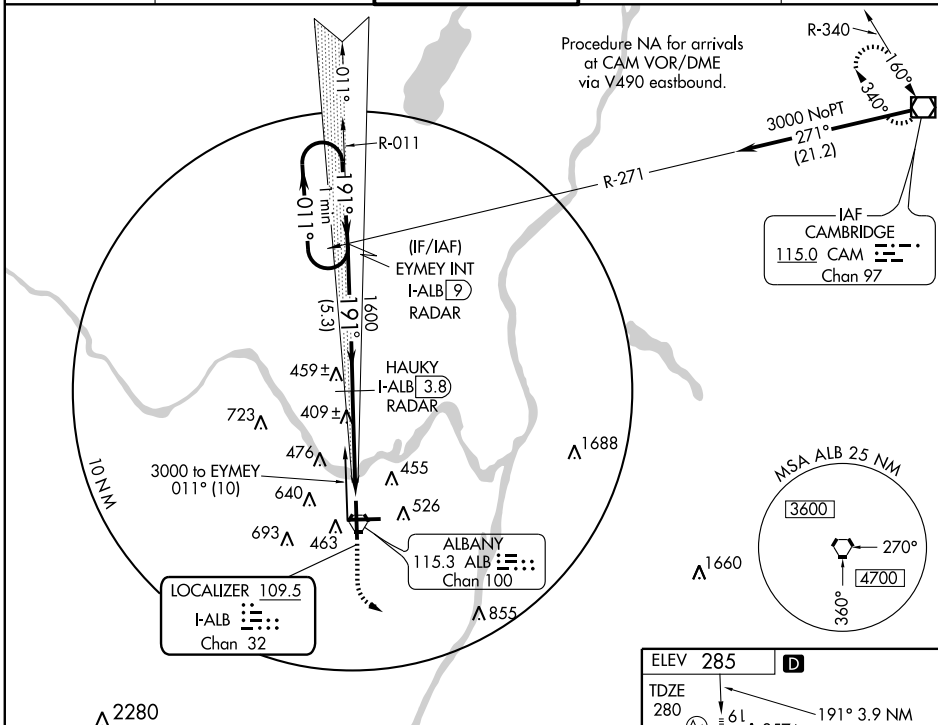 Procedure NA for arrivals
at CAM VOR/DME
via V490 eastbound.
R-340
160°
340°
3000 NoPT
271°
(21.2)
R-271
IAF
CAMBRIDGE
115.0 CAM
Chan 97
011°
R-011
191°
1 min
011°
(IF/IAF)
EYMEY INT
I-ALB 9
RADAR
1600
191°
(5.3)
HAUKY
I-ALB 3.8
RADAR
459 ±
409 ±
723
476
455
1688
3000 to EYMEY
011° (10)
640
526
693
463
10 NM
ALBANY
115.3 ALB
Chan 100
LOCALIZER 109.5
I-ALB
Chan 32
855
1660
2280
MSA ALB 25 NM
3600
270°
4700
360°
ELEV 285
D
TDZE
280
19
191° 3.9 NM